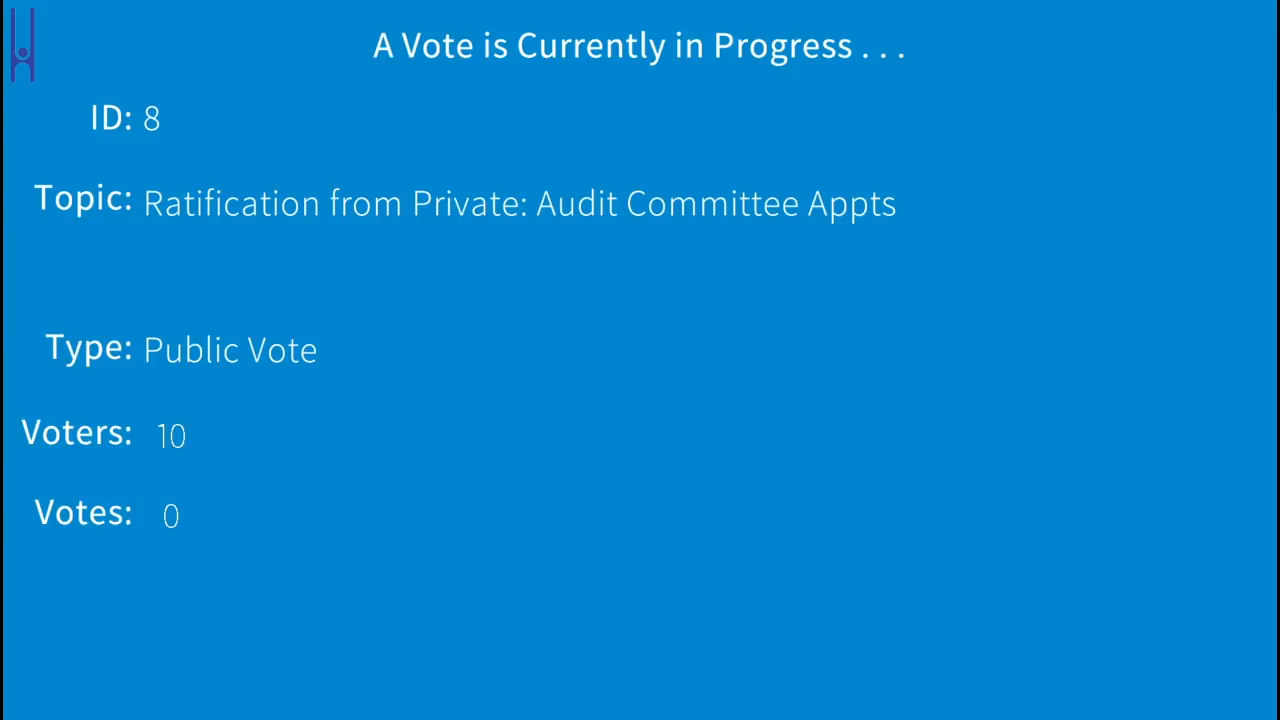 A Vote is Currently in Progress . . .
ID: 8
Topic: Ratification from Private: Audit Committee Appts
Type: Public Vote
Voters: 10
Votes: 0